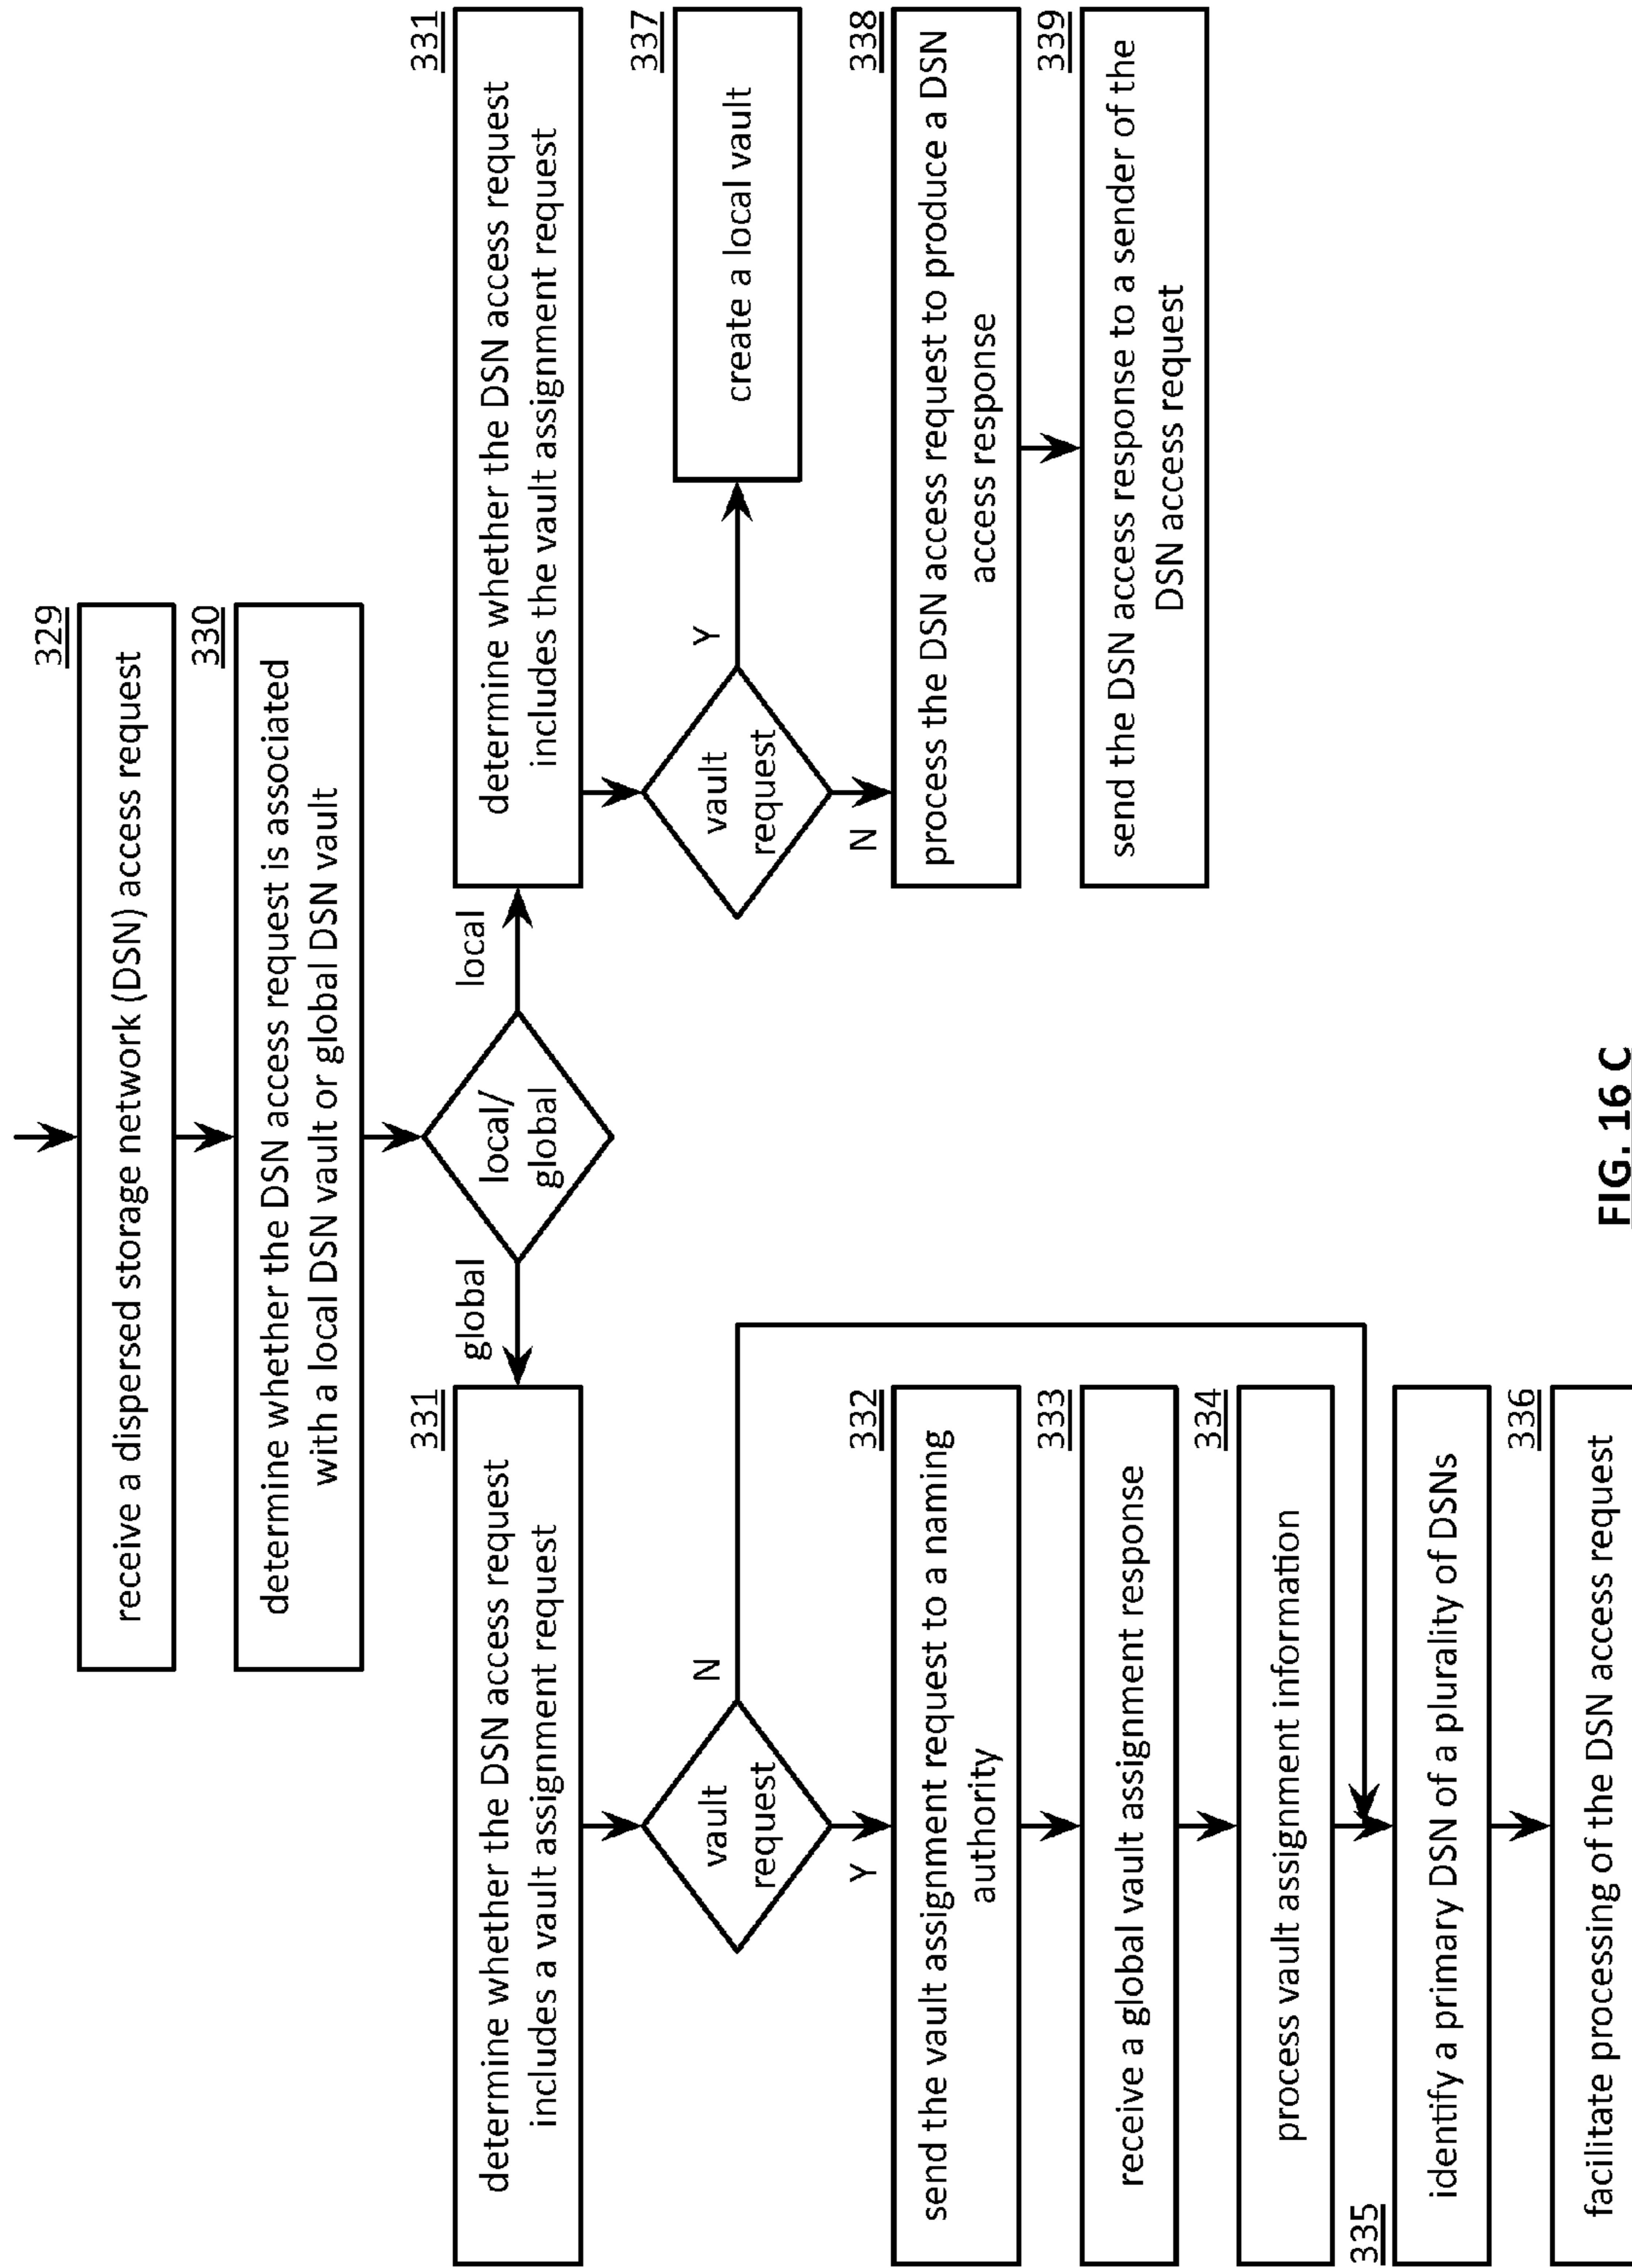 329
receive a dispersed storage network (DSN) access request
330
determine whether the DSN access request is associated
with a local DSN vault or global DSN vault
local/
global
global
local
331
determine whether the DSN access request
includes a vault assignment request
vault
request
N
Y
332
send the vault assignment request to a naming
authority
333
receive a global vault assignment response
334
process vault assignment information
335
identify a primary DSN of a plurality of DSNs
336
facilitate processing of the DSN access request
331
determine whether the DSN access request
includes the vault assignment request
vault
request
Y
N
337
create a local vault
338
process the DSN access request to produce a DSN
access response
339
send the DSN access response to a sender of the
DSN access request
FIG. 16 C